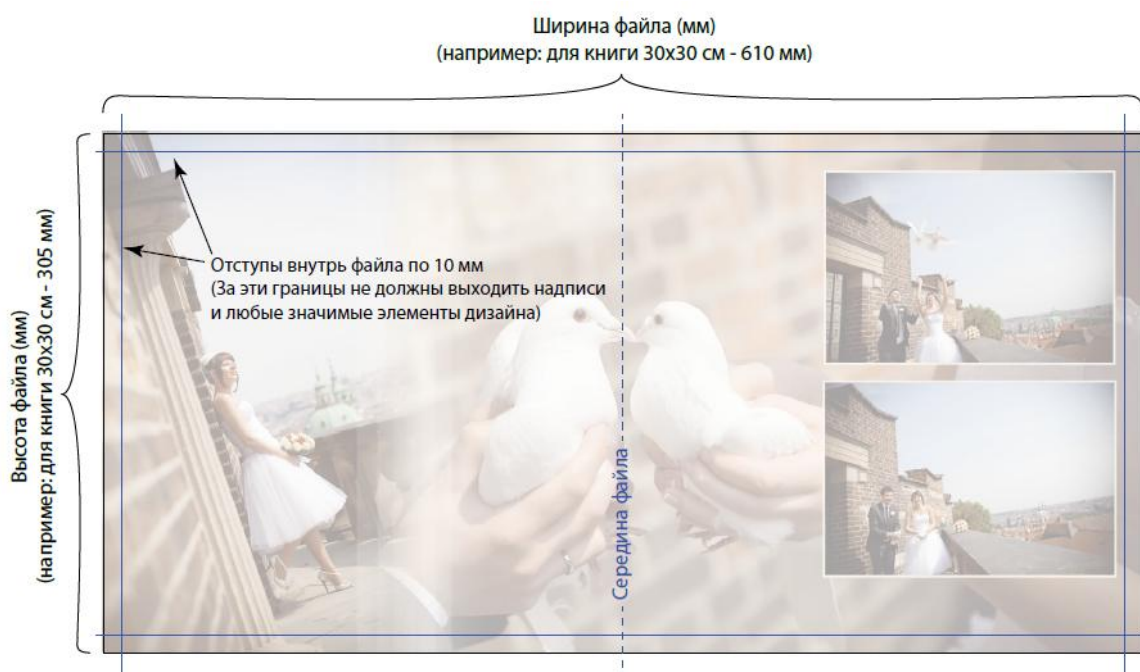 Ширина файла (мм)
(например: для книги 30х30 см - 610 мм)
Отступы внутрь файла по 10 мм
(За эти границы не должны выходить надписи
и любые значимые элементы дизайна)
Высота файла (мм)
(например: для книги 30х30 см - 305 мм)
Середина файла